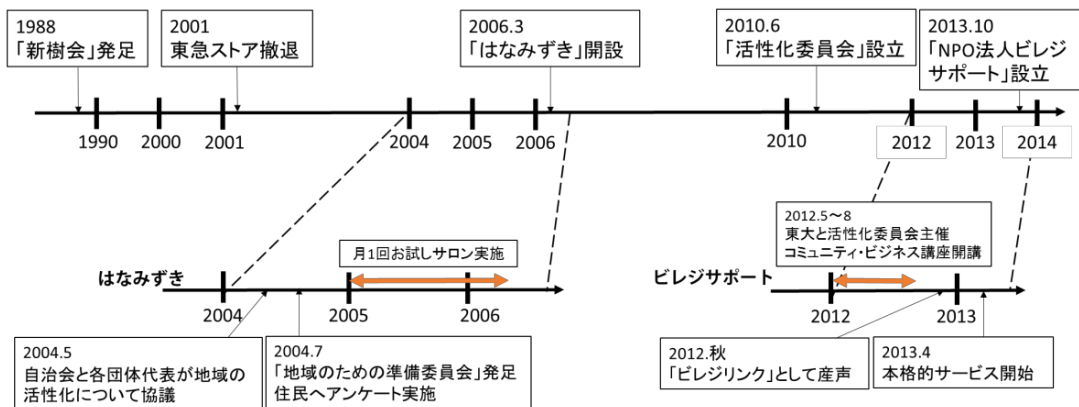 1988
「新樹会」発足
2001
東急ストア撤退
2006.3
「はなみずき」開設
2010.6
「活性化委員会」設立
2013.10
「NPO法人ビレジ
サポート」設立
1990
2000
2001
2004
2005
2006
2010
2012
2013
2014
はなみずき
月1回お試しサロン実施
2004
2005
2006
2004.5
自治会と各団体代表が地域の
活性化について協議
2004.7
「地域のための準備委員会」発足
住民へアンケート実施
ビレジサポート
2012.5～8
東大と活性化委員会主催
コミュニティ・ビジネス講座開講
2012
2013
2012.秋
「ビレジリンク」として産声
2013.4
本格的サービス開始